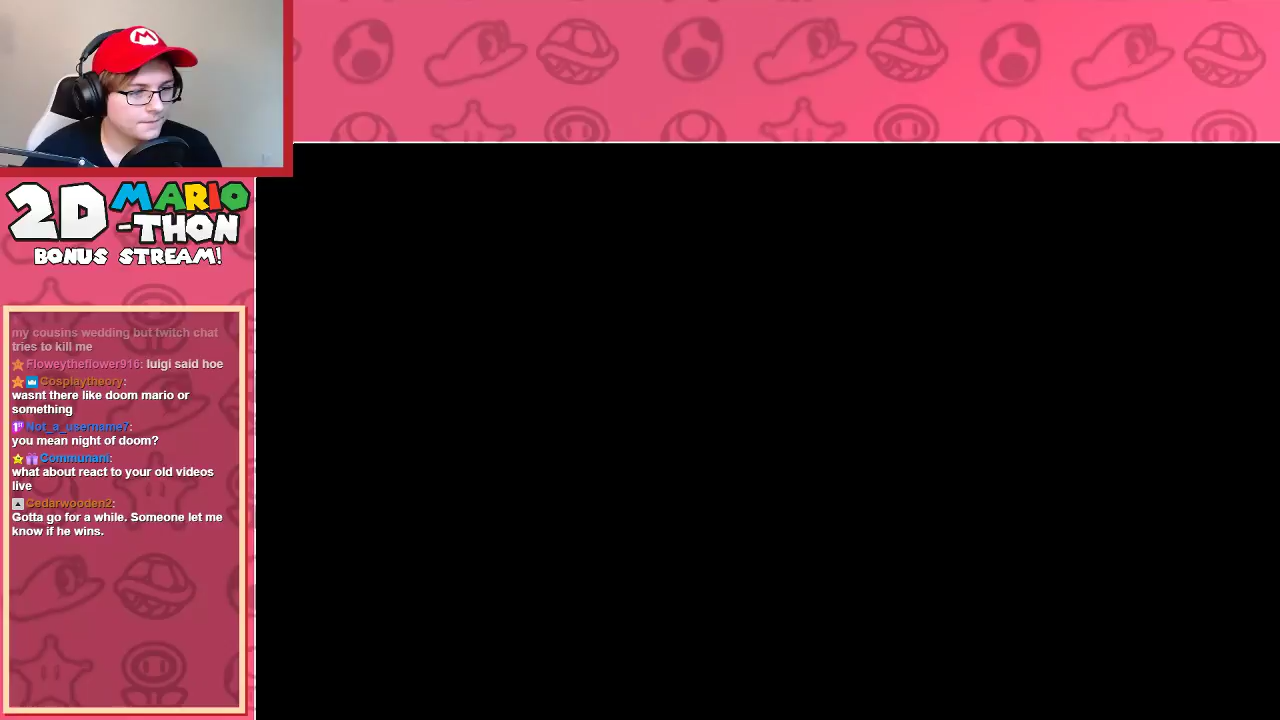 M
2D MARIO
-THON
BONUS STREAM!
my cousins wedding but twitch chat
tries to kill me
Floweytheflower916: luigi said hoe
Cosplaytheory:
wasnt there like doom mario or
something
1st Not_a_username7:
you mean night of doom?
Communani:
what about react to your old videos
live
Cedarwooden2:
Gotta go for a while. Someone let me
know if he wins.